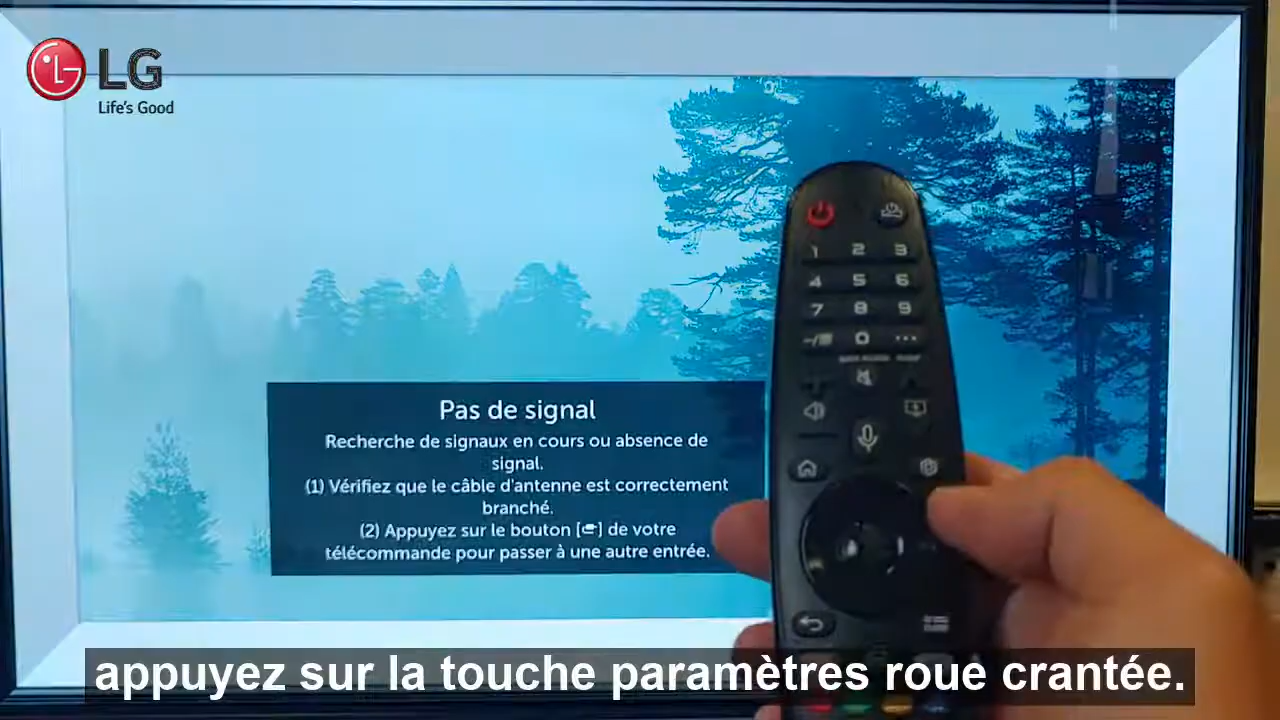 LG
Life's Good
1 2 3
4 5 6
7 8 9
0
Pas de signal
Recherche de signaux en cours ou absence de
signal.
(1) Vérifiez que le câble d'antenne est correctement
branché.
(2) Appuyez sur le bouton [ ] de votre
télécommande pour passer à une autre entrée.
appuyez sur la touche paramètres roue crantée.